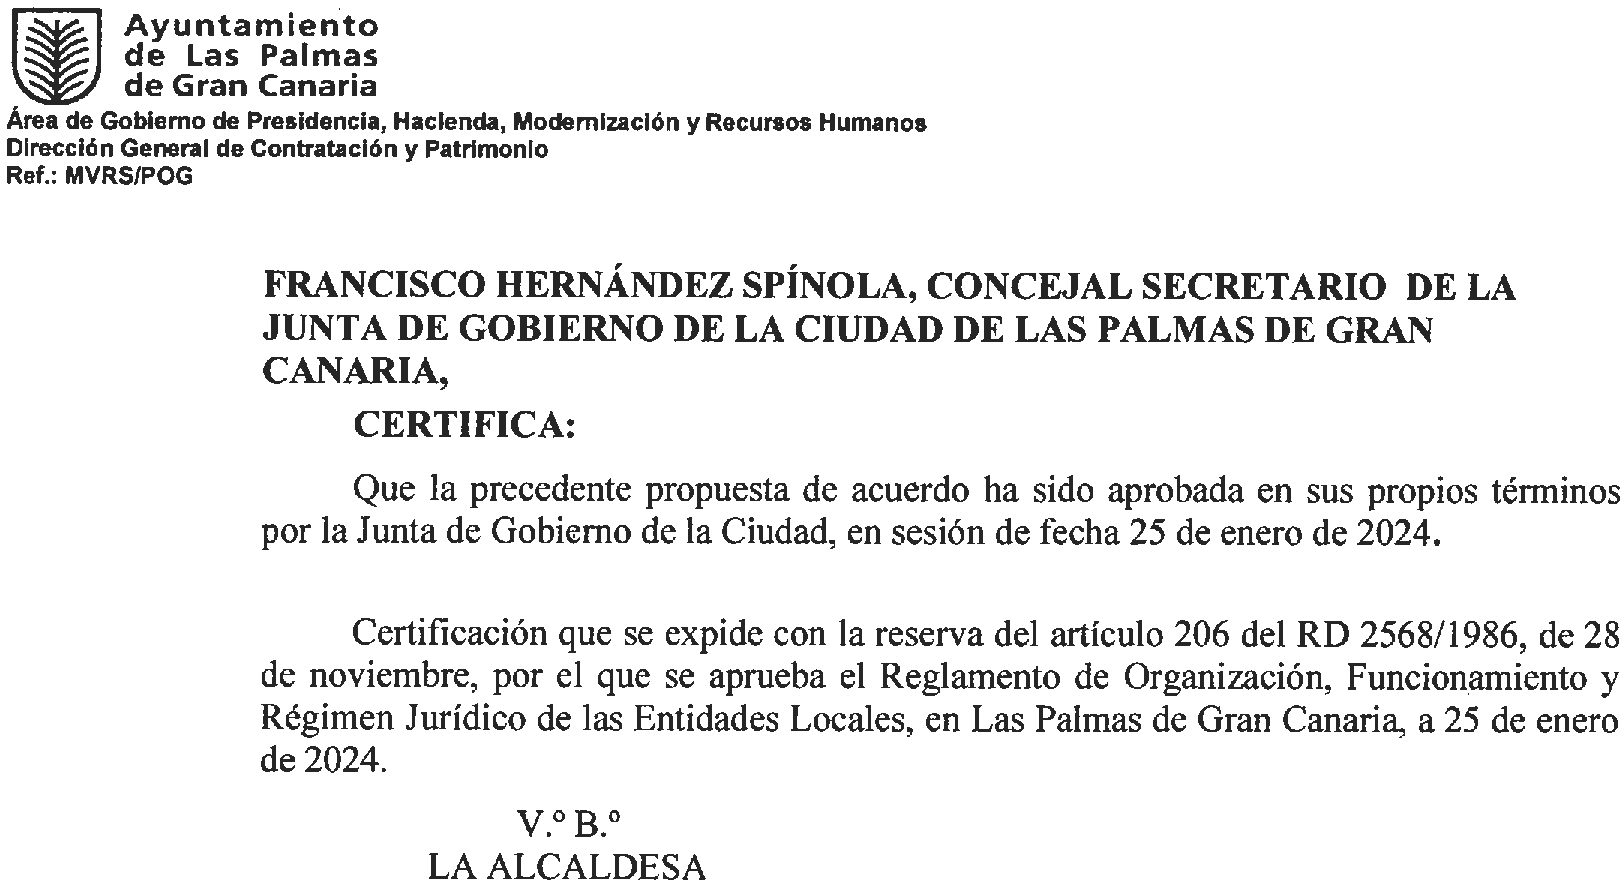 Ayuntamiento
de Las Palmas
de Gran Canaria
Área de Gobierno de Presidencia, Hacienda, Modernización y Recursos Humanos
Dirección General de Contratación y Patrimonio
Ref.: MVRS/POG
FRANCISCO HERNÁNDEZ SPÍNOLA, CONCEJAL SECRETARIO DE LA
JUNTA DE GOBIERNO DE LA CIUDAD DE LAS PALMAS DE GRAN
CANARIA,
CERTIFICA:
Que la precedente propuesta de acuerdo ha sido aprobada en sus propios términos
por la Junta de Gobierno de la Ciudad, en sesión de fecha 25 de enero de 2024.
Certificación que se expide con la reserva del artículo 206 del RD 2568/1986, de 28
de noviembre, por el que se aprueba el Reglamento de Organización, Funcionamiento y
Régimen Jurídico de las Entidades Locales, en Las Palmas de Gran Canaria, a 25 de enero
de 2024.
V.º B.º
LA ALCALDESA